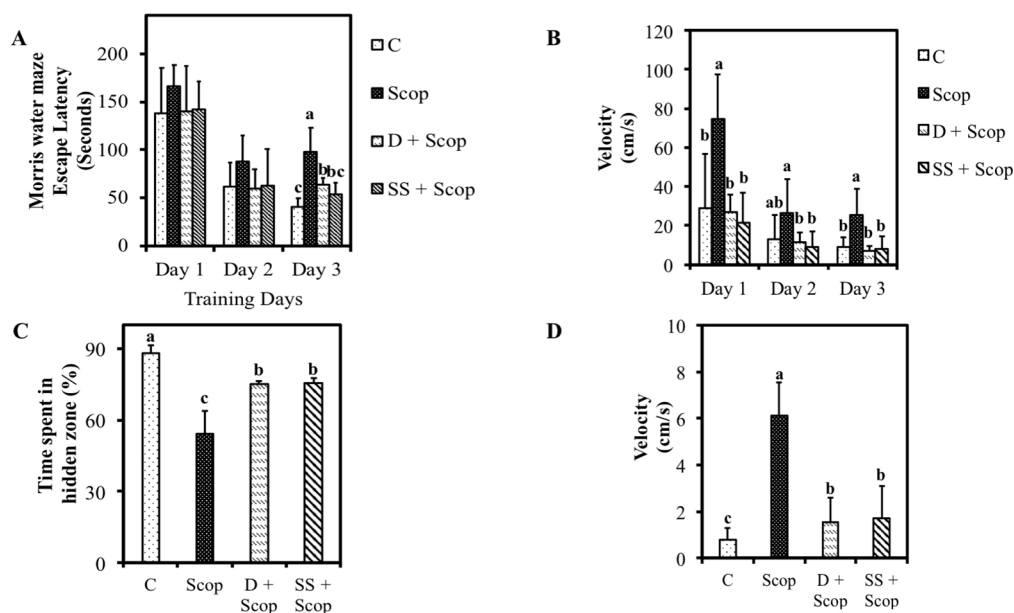 A
Morris water maze
Escape Latency
(Seconds)
200
150
100
50
0
a
c
b
bc
Day 1 Day 2 Day 3
Training Days
C
Scop
D + Scop
SS + Scop
B
Velocity
(cm/s)
120
100
80
60
40
20
0
b
a
b
b
ab
a
b
b
b
a
b
b
Day 1 Day 2 Day 3
C
Scop
D + Scop
SS + Scop
C
Time spent in
hidden zone (%)
90
60
30
0
a
c
b
b
C Scop D + SS +
Scop Scop
D
Velocity
(cm/s)
10
8
6
4
2
0
c
a
b
b
C Scop D + SS +
Scop Scop